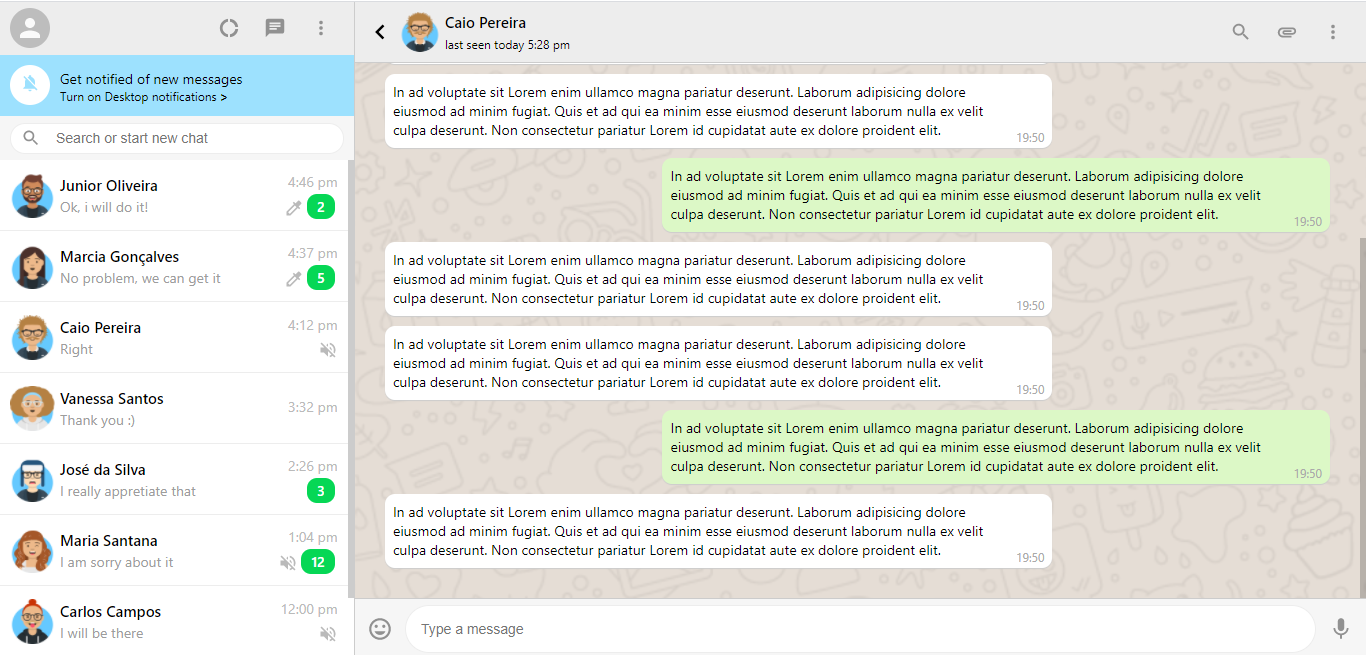 Get notified of new messages
Turn on Desktop notifications >
Search or start new chat
Junior Oliveira
4:46 pm
Ok, i will do it!
2
Marcia Gonçalves
4:37 pm
No problem, we can get it
5
Caio Pereira
4:12 pm
Right
Vanessa Santos
3:32 pm
Thank you :)
José da Silva
2:26 pm
I really appretiate that
3
Maria Santana
1:04 pm
I am sorry about it
12
Carlos Campos
12:00 pm
I will be there
Caio Pereira
last seen today 5:28 pm
In ad voluptate sit Lorem enim ullamco magna pariatur deserunt. Laborum adipisicing dolore
eiusmod ad minim fugiat. Quis et ad qui ea minim esse eiusmod deserunt laborum nulla ex velit
culpa deserunt. Non consectetur pariatur Lorem id cupidatat aute ex dolore proident elit.
19:50
In ad voluptate sit Lorem enim ullamco magna pariatur deserunt. Laborum adipisicing dolore
eiusmod ad minim fugiat. Quis et ad qui ea minim esse eiusmod deserunt laborum nulla ex velit
culpa deserunt. Non consectetur pariatur Lorem id cupidatat aute ex dolore proident elit.
19:50
In ad voluptate sit Lorem enim ullamco magna pariatur deserunt. Laborum adipisicing dolore
eiusmod ad minim fugiat. Quis et ad qui ea minim esse eiusmod deserunt laborum nulla ex velit
culpa deserunt. Non consectetur pariatur Lorem id cupidatat aute ex dolore proident elit.
19:50
In ad voluptate sit Lorem enim ullamco magna pariatur deserunt. Laborum adipisicing dolore
eiusmod ad minim fugiat. Quis et ad qui ea minim esse eiusmod deserunt laborum nulla ex velit
culpa deserunt. Non consectetur pariatur Lorem id cupidatat aute ex dolore proident elit.
19:50
In ad voluptate sit Lorem enim ullamco magna pariatur deserunt. Laborum adipisicing dolore
eiusmod ad minim fugiat. Quis et ad qui ea minim esse eiusmod deserunt laborum nulla ex velit
culpa deserunt. Non consectetur pariatur Lorem id cupidatat aute ex dolore proident elit.
19:50
In ad voluptate sit Lorem enim ullamco magna pariatur deserunt. Laborum adipisicing dolore
eiusmod ad minim fugiat. Quis et ad qui ea minim esse eiusmod deserunt laborum nulla ex velit
culpa deserunt. Non consectetur pariatur Lorem id cupidatat aute ex dolore proident elit.
19:50
Type a message